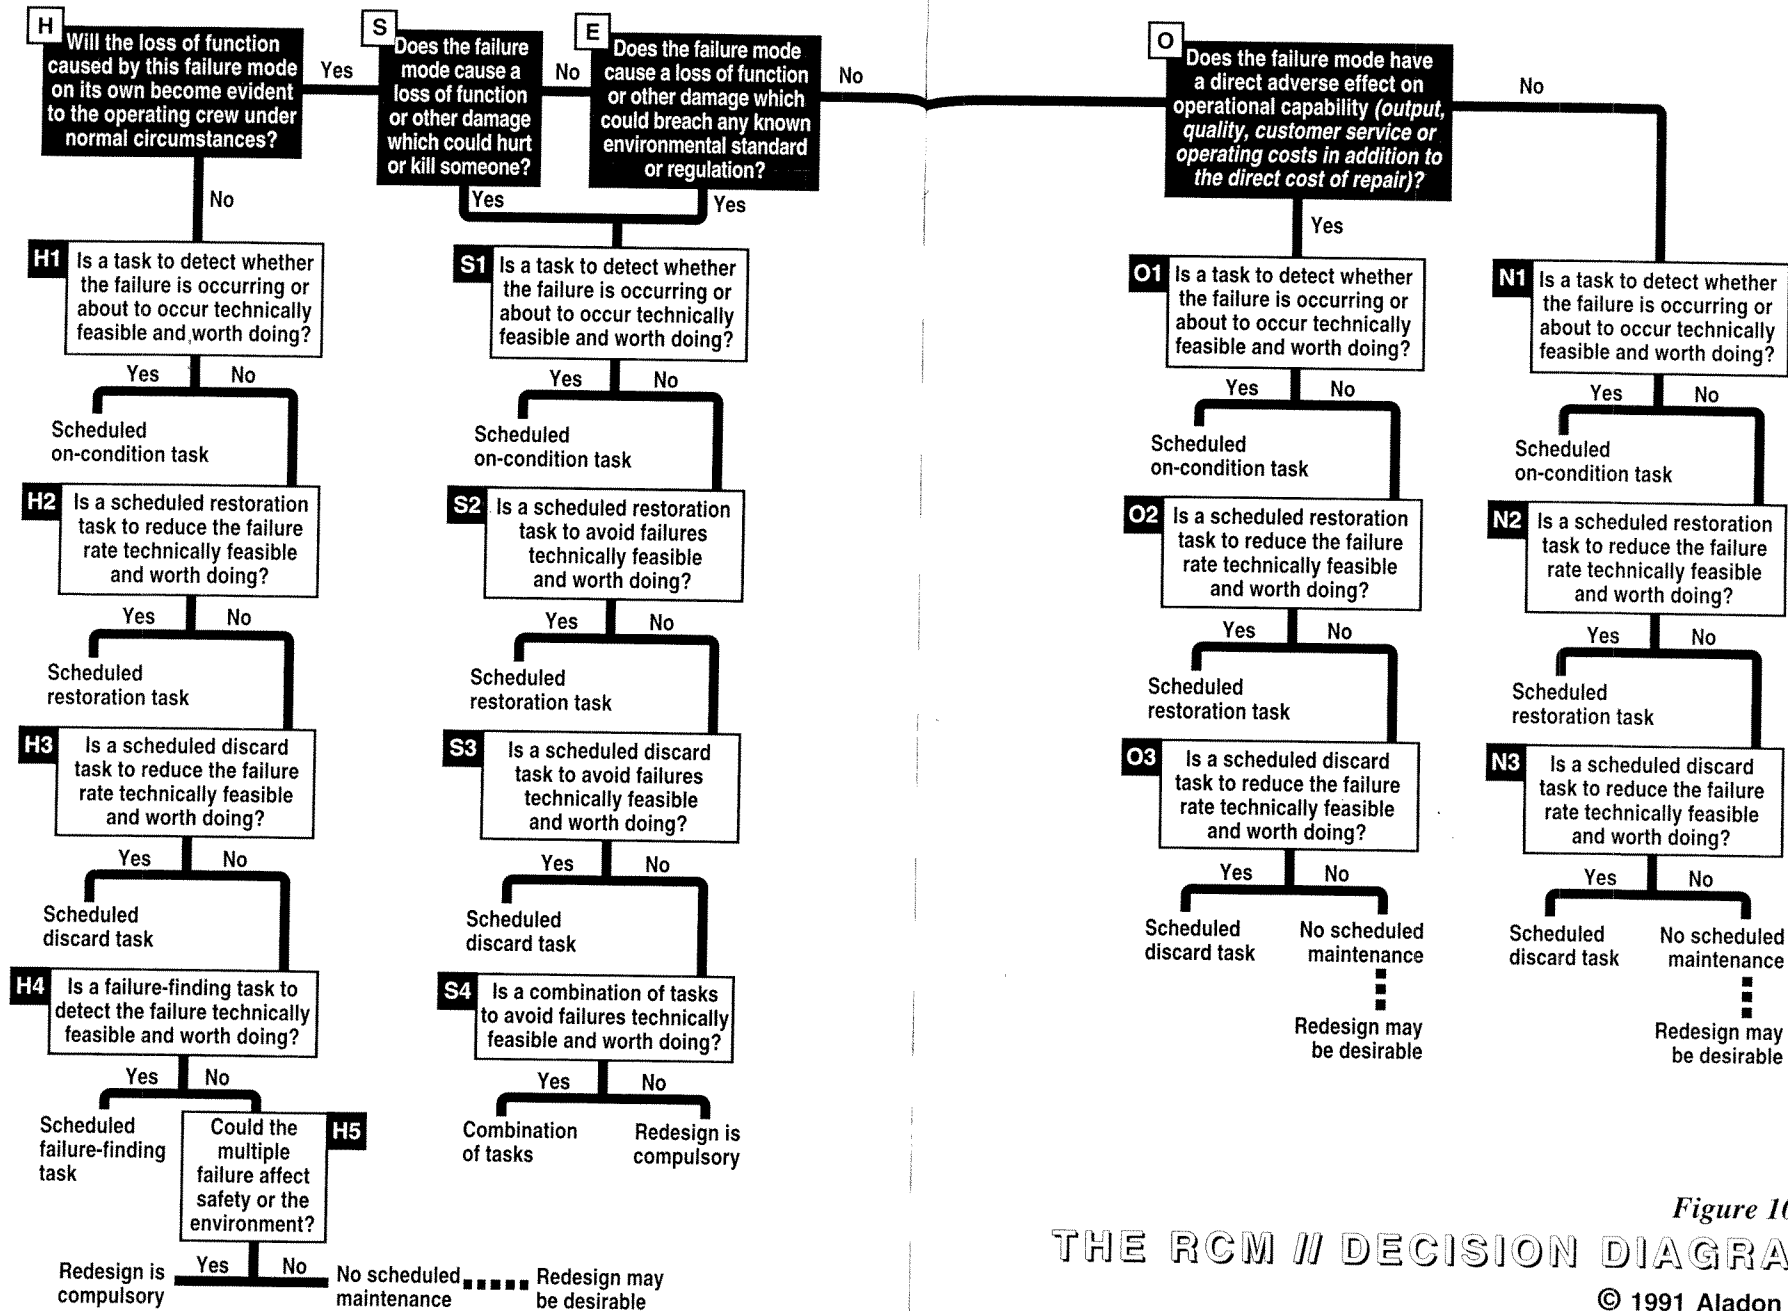 H
Will the loss of function
caused by this failure mode
on its own become evident
to the operating crew under
normal circumstances?
Yes
No
S
Does the failure
mode cause a
loss of function
or other damage
which could hurt
or kill someone?
No
Yes
E
Does the failure mode
cause a loss of function
or other damage which
could breach any known
environmental standard
or regulation?
No
Yes
O
Does the failure mode have
a direct adverse effect on
operational capability (output,
quality, customer service or
operating costs in addition to
the direct cost of repair)?
No
Yes
H1
Is a task to detect whether
the failure is occurring or
about to occur technically
feasible and worth doing?
Yes
No
Scheduled
on-condition task
H2
Is a scheduled restoration
task to reduce the failure
rate technically feasible
and worth doing?
Yes
No
Scheduled
restoration task
H3
Is a scheduled discard
task to reduce the failure
rate technically feasible
and worth doing?
Yes
No
Scheduled
discard task
H4
Is a failure-finding task to
detect the failure technically
feasible and worth doing?
Yes
No
Scheduled
failure-finding
task
H5
Could the
multiple
failure affect
safety or the
environment?
Yes
No
Redesign is
compulsory
No scheduled
maintenance
Redesign may
be desirable
S1
Is a task to detect whether
the failure is occurring or
about to occur technically
feasible and worth doing?
Yes
No
Scheduled
on-condition task
S2
Is a scheduled restoration
task to avoid failures
technically feasible
and worth doing?
Yes
No
Scheduled
restoration task
S3
Is a scheduled discard
task to avoid failures
technically feasible
and worth doing?
Yes
No
Scheduled
discard task
S4
Is a combination of tasks
to avoid failures technically
feasible and worth doing?
Yes
No
Combination
of tasks
Redesign is
compulsory
O1
Is a task to detect whether
the failure is occurring or
about to occur technically
feasible and worth doing?
Yes
No
Scheduled
on-condition task
O2
Is a scheduled restoration
task to reduce the failure
rate technically feasible
and worth doing?
Yes
No
Scheduled
restoration task
O3
Is a scheduled discard
task to reduce the failure
rate technically feasible
and worth doing?
Yes
No
Scheduled
discard task
No scheduled
maintenance
Redesign may
be desirable
N1
Is a task to detect whether
the failure is occurring or
about to occur technically
feasible and worth doing?
Yes
No
Scheduled
on-condition task
N2
Is a scheduled restoration
task to reduce the failure
rate technically feasible
and worth doing?
Yes
No
Scheduled
restoration task
N3
Is a scheduled discard
task to reduce the failure
rate technically feasible
and worth doing?
Yes
No
Scheduled
discard task
No scheduled
maintenance
Redesign may
be desirable
Figure
THE RCM // DECISION
© 1991 Aladon